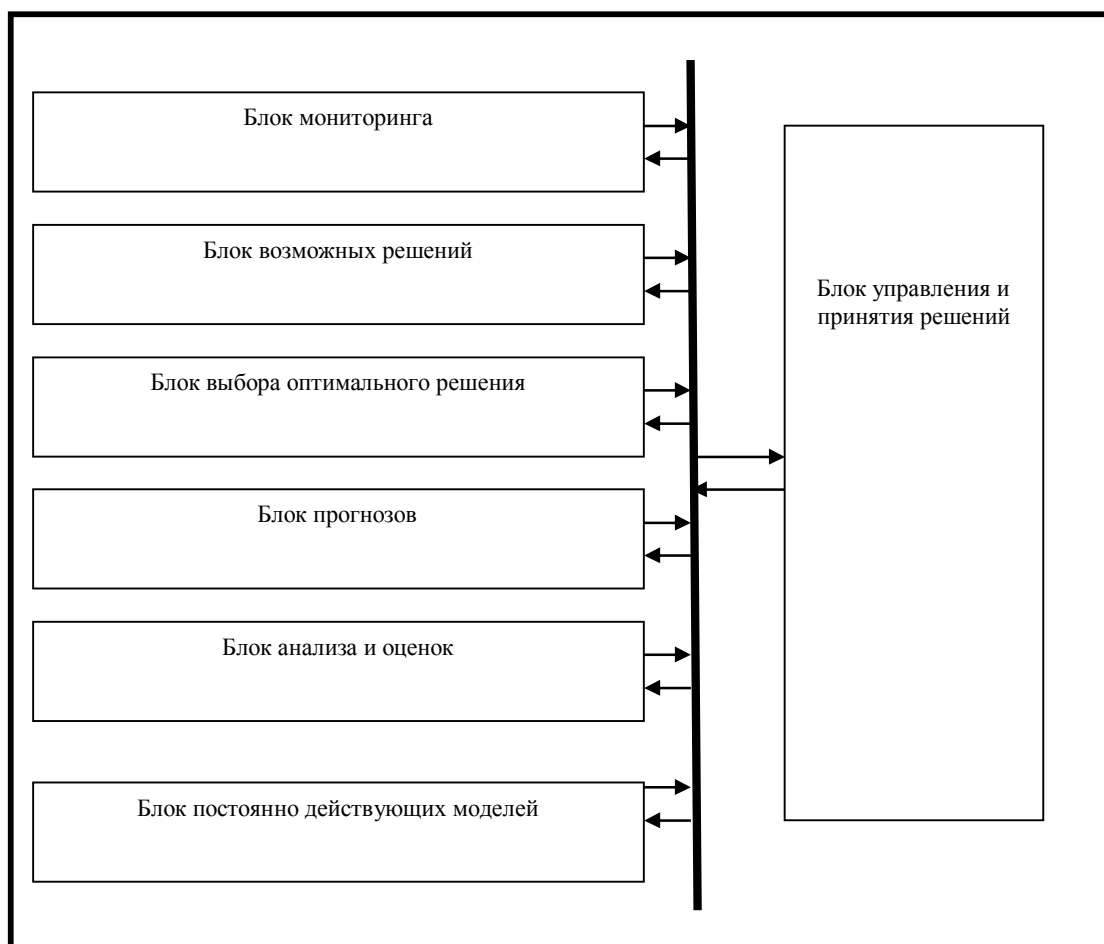 Блок мониторинга
Блок возможных решений
Блок выбора оптимального решения
Блок прогнозов
Блок анализа и оценок
Блок постоянно действующих моделей
Блок управления и
принятия решений